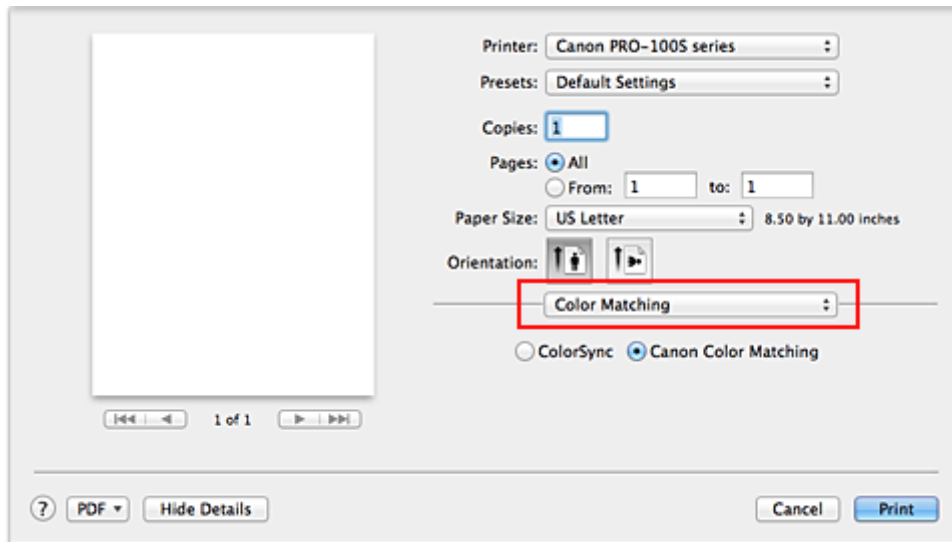 Printer: Canon PRO-100S series
Presets: Default Settings
Copies: 1
Pages: All
From: 1 to: 1
Paper Size: US Letter 8.50 by 11.00 inches
Orientation:
Color Matching
ColorSync Canon Color Matching
1 of 1
? PDF Hide Details Cancel Print